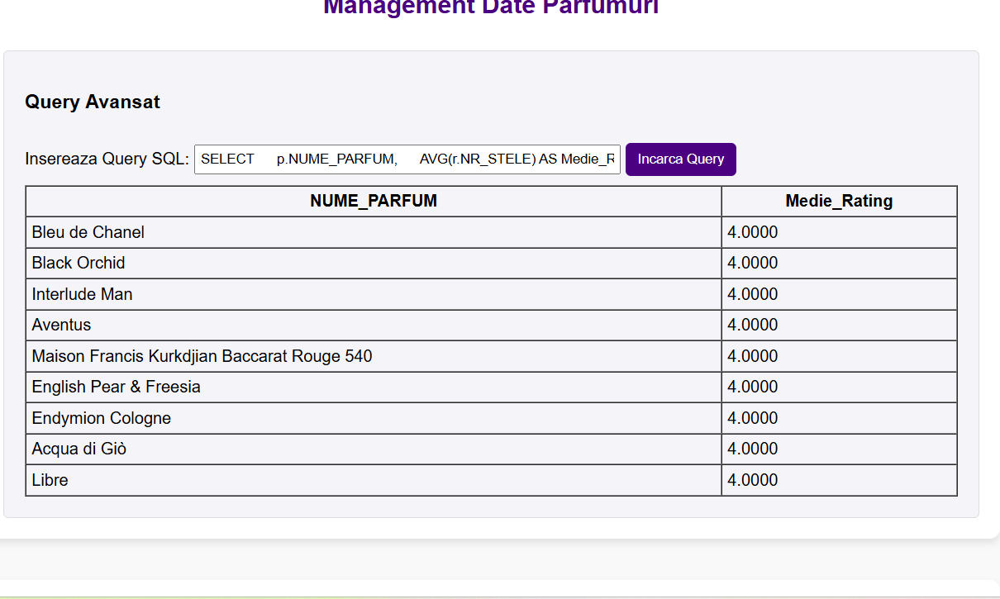 Management Date Parfumuri
Query Avansat
Insereaza Query SQL: SELECT p.NUME_PARFUM, AVG(r.NR_STELE) AS Medie_R Incarca Query
NUME_PARFUM Medie_Rating
Bleu de Chanel 4.0000
Black Orchid 4.0000
Interlude Man 4.0000
Aventus 4.0000
Maison Francis Kurkdjian Baccarat Rouge 540 4.0000
English Pear & Freesia 4.0000
Endymion Cologne 4.0000
Acqua di Giò 4.0000
Libre 4.0000